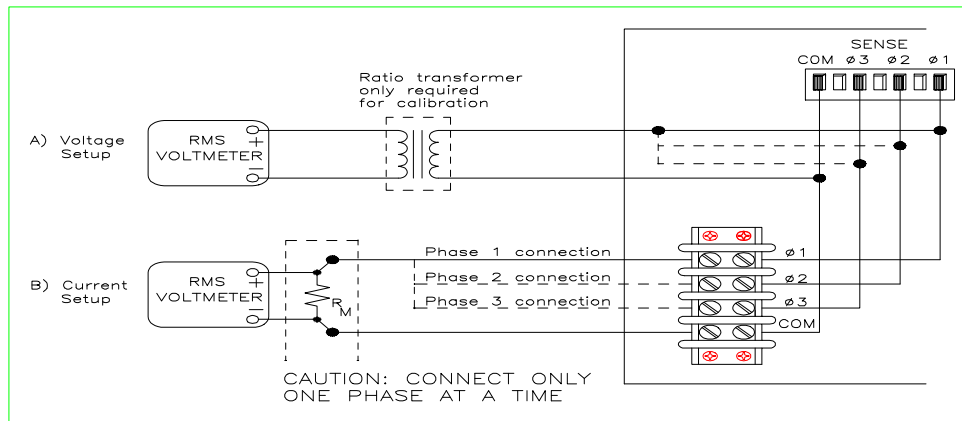 SENSE
COM ø3 ø2 ø1
Ratio transformer
only required
for calibration
A) Voltage
Setup
RMS
VOLTMETER
+
-
B) Current
Setup
RMS
VOLTMETER
+
-
RM
Phase 1 connection
Phase 2 connection
Phase 3 connection
ø1
ø2
ø3
COM
CAUTION: CONNECT ONLY
ONE PHASE AT A TIME